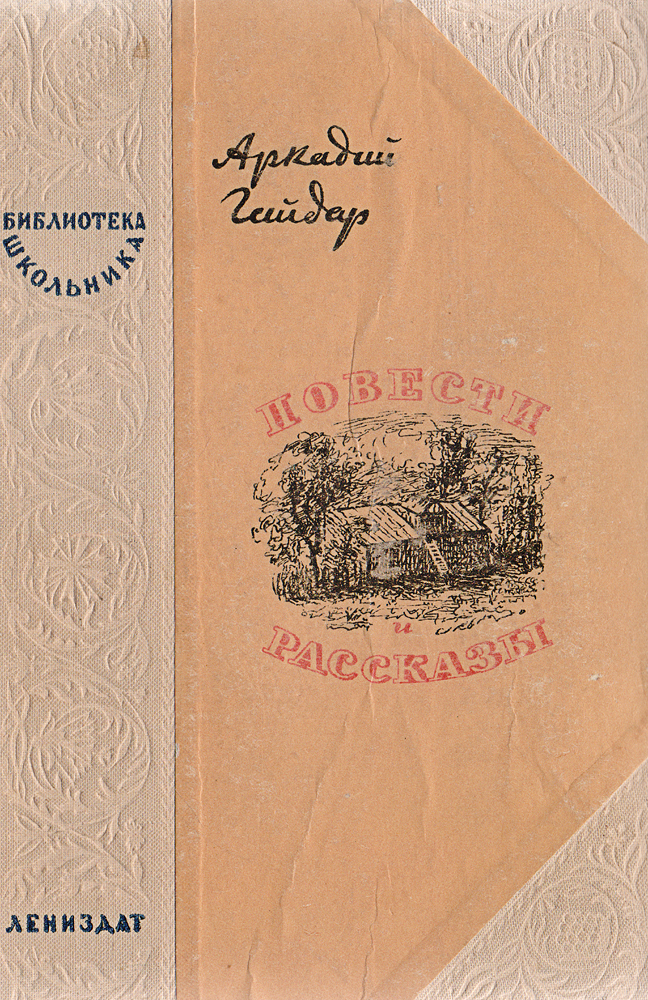 Аркадий
Гайдар
БИБЛИОТЕКА
ШКОЛЬНИКА
ПОВЕСТИ
и
РАССКАЗЫ
ЛЕНИЗДАТ